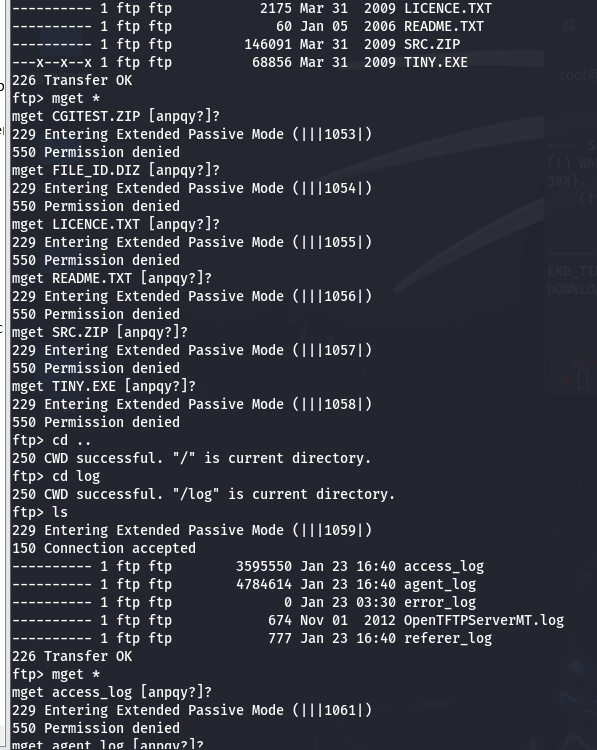 ---------- 1 ftp ftp           2175 Mar 31  2009 LICENCE.TXT
---------- 1 ftp ftp             60 Jan 05  2006 README.TXT
---------- 1 ftp ftp         146091 Mar 31  2009 SRC.ZIP
---x--x--x 1 ftp ftp          68856 Mar 31  2009 TINY.EXE
226 Transfer OK
ftp> mget *
mget CGITEST.ZIP [anpqy?]?
229 Entering Extended Passive Mode (|||1053|)
550 Permission denied
mget FILE_ID.DIZ [anpqy?]?
229 Entering Extended Passive Mode (|||1054|)
550 Permission denied
mget LICENCE.TXT [anpqy?]?
229 Entering Extended Passive Mode (|||1055|)
550 Permission denied
mget README.TXT [anpqy?]?
229 Entering Extended Passive Mode (|||1056|)
550 Permission denied
mget SRC.ZIP [anpqy?]?
229 Entering Extended Passive Mode (|||1057|)
550 Permission denied
mget TINY.EXE [anpqy?]?
229 Entering Extended Passive Mode (|||1058|)
550 Permission denied
ftp> cd ..
250 CWD successful. "/" is current directory.
ftp> cd log
250 CWD successful. "/log" is current directory.
ftp> ls
229 Entering Extended Passive Mode (|||1059|)
150 Connection accepted
---------- 1 ftp ftp        3595550 Jan 23 16:40 access_log
---------- 1 ftp ftp        4784614 Jan 23 16:40 agent_log
---------- 1 ftp ftp              0 Jan 23 03:30 error_log
---------- 1 ftp ftp            674 Nov 01  2012 OpenTFTPServerMT.log
---------- 1 ftp ftp            777 Jan 23 16:40 referer_log
226 Transfer OK
ftp> mget *
mget access_log [anpqy?]?
229 Entering Extended Passive Mode (|||1061|)
550 Permission denied
mget agent_log [anpqy?]?
root@
(!) WA
END_TI
DOWNLO